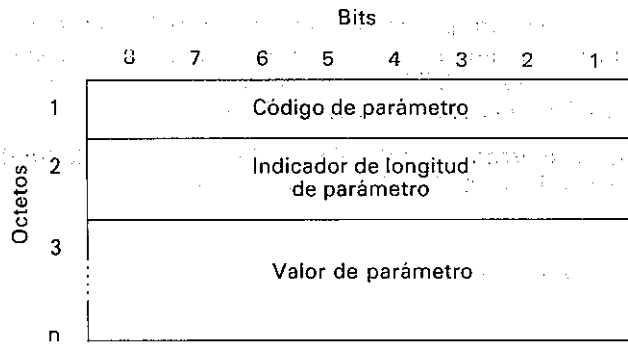 Bits
8 7 6 5 4 3 2 1
Octetos
1 Código de parámetro
2 Indicador de longitud
de parámetro
3
Valor de parámetro
n